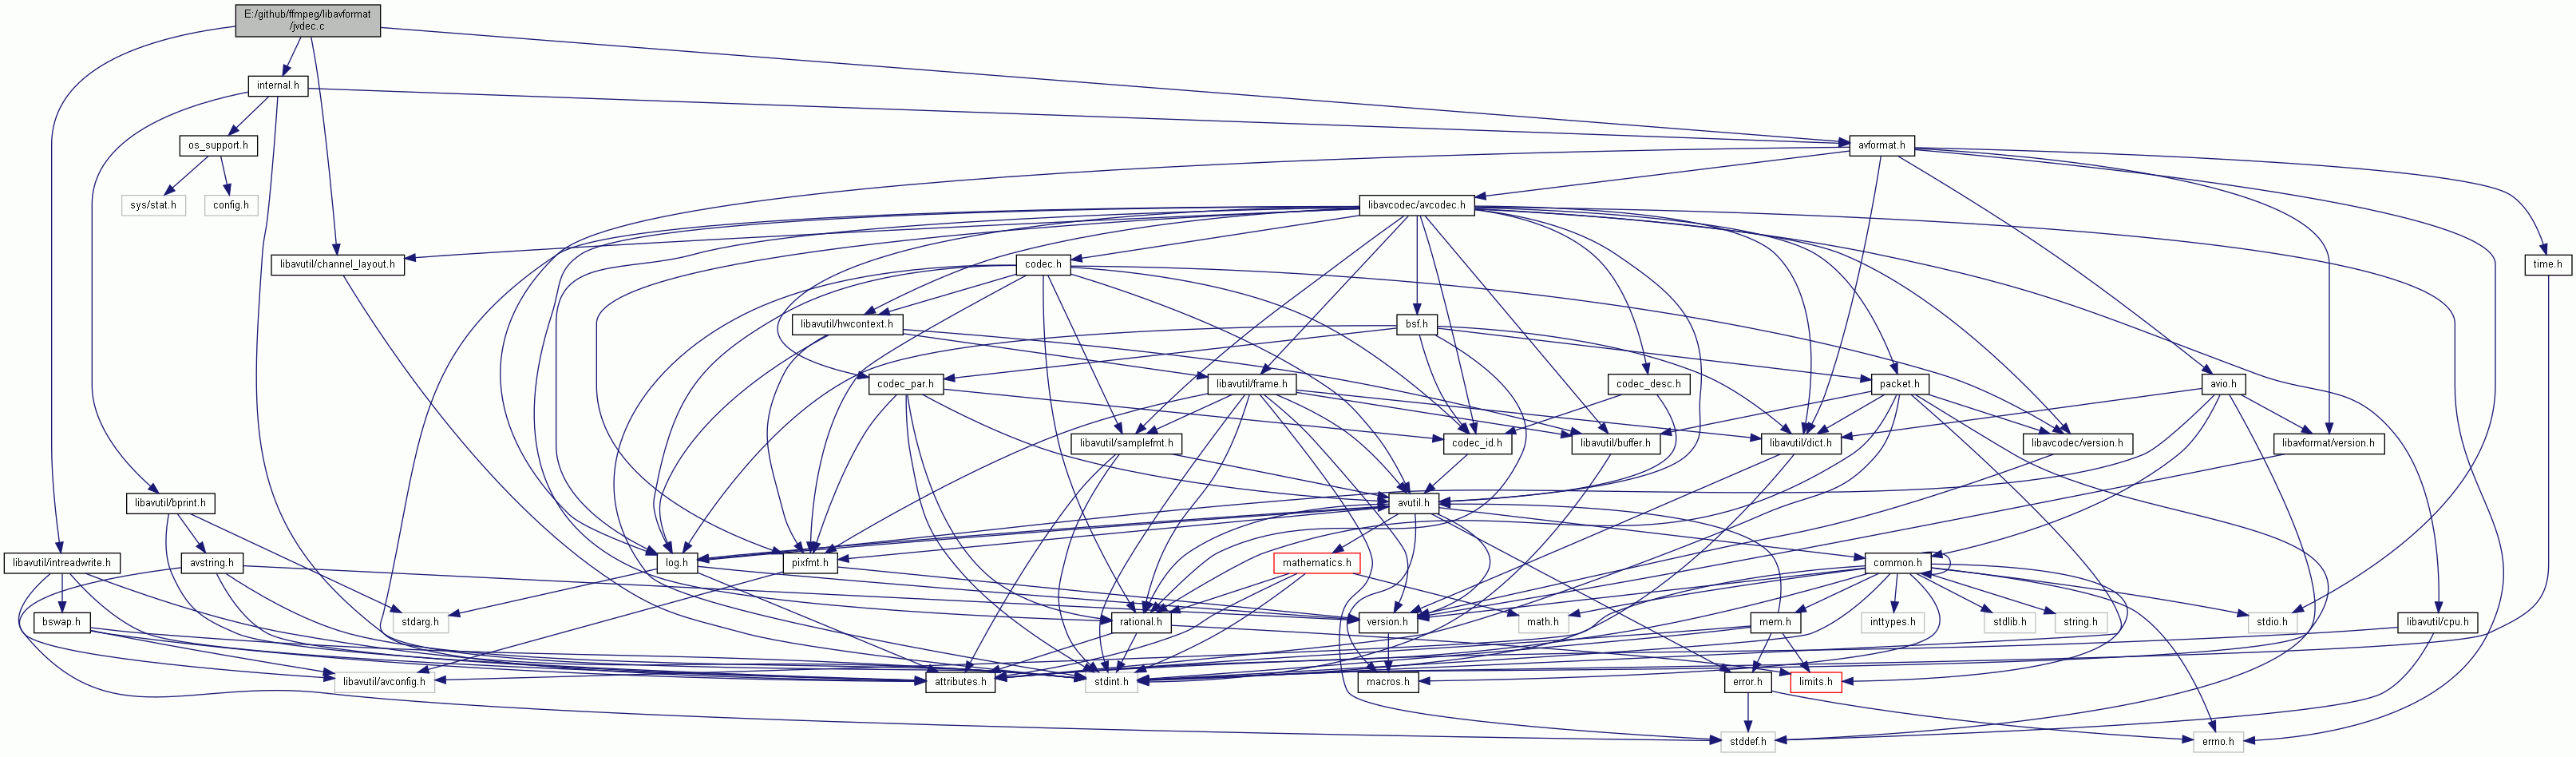 E:/github/ffmpeg/libavformat
/jvdec.c
internal.h
os_support.h
avformat.h
sys/stat.h
config.h
libavcodec/avcodec.h
libavutil/channel_layout.h
codec.h
time.h
libavutil/hwcontext.h
bsf.h
codec_par.h
libavutil/frame.h
codec_desc.h
packet.h
avio.h
libavutil/samplefmt.h
codec_id.h
libavutil/buffer.h
libavutil/dict.h
libavcodec/version.h
libavformat/version.h
libavutil/bprint.h
avutil.h
libavutil/intreadwrite.h
avstring.h
log.h
pixfmt.h
mathematics.h
common.h
bswap.h
stdarg.h
rational.h
version.h
math.h
mem.h
inttypes.h
stdlib.h
string.h
stdio.h
libavutil/cpu.h
libavutil/avconfig.h
attributes.h
stdint.h
macros.h
error.h
limits.h
stddef.h
errno.h